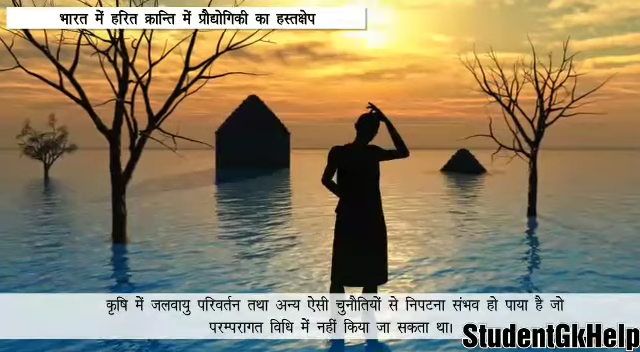 भारत में हरित क्रान्ति में प्रौद्योगिकी का हस्तक्षेप
कृषि में जलवायु परिवर्तन तथा अन्य ऐसी चुनौतियों से निपटना संभव हो पाया है जो
परम्परागत विधि में नहीं किया जा सकता था।
StudentGkHelp